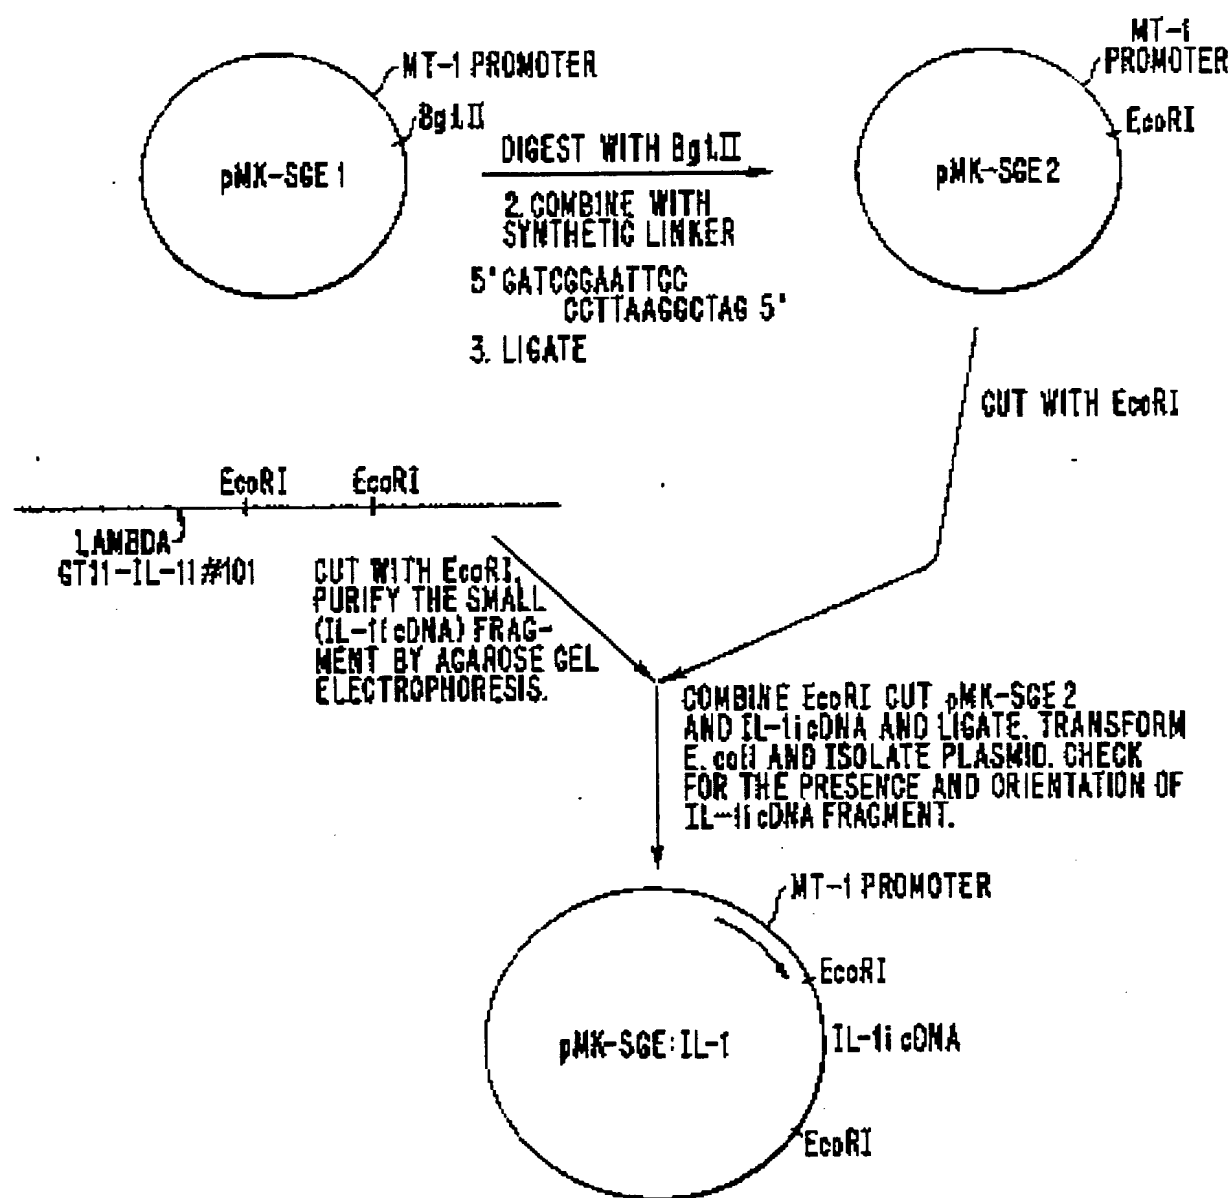 MT-1 PROMOTER
BglII
pMK-SGE 1
DIGEST WITH BglII
2. COMBINE WITH
SYNTHETIC LINKER
5' GATCGGAATTCC
CCTTAAGGCTAG 5'
3. LIGATE
MT-1
PROMOTER
EcoRI
pMK-SGE 2
CUT WITH EcoRI
EcoRI
EcoRI
LAMBDA
GT11-IL-1i#101
CUT WITH EcoRI,
PURIFY THE SMALL
(IL-1i cDNA) FRAG-
MENT BY AGAROSE GEL
ELECTROPHORESIS.
COMBINE EcoRI CUT pMK-SGE 2
AND IL-1i cDNA AND LIGATE. TRANSFORM
E. coli AND ISOLATE PLASMID. CHECK
FOR THE PRESENCE AND ORIENTATION OF
IL-1i cDNA FRAGMENT.
MT-1 PROMOTER
EcoRI
pMK-SGE:IL-1
IL-1i cDNA
EcoRI